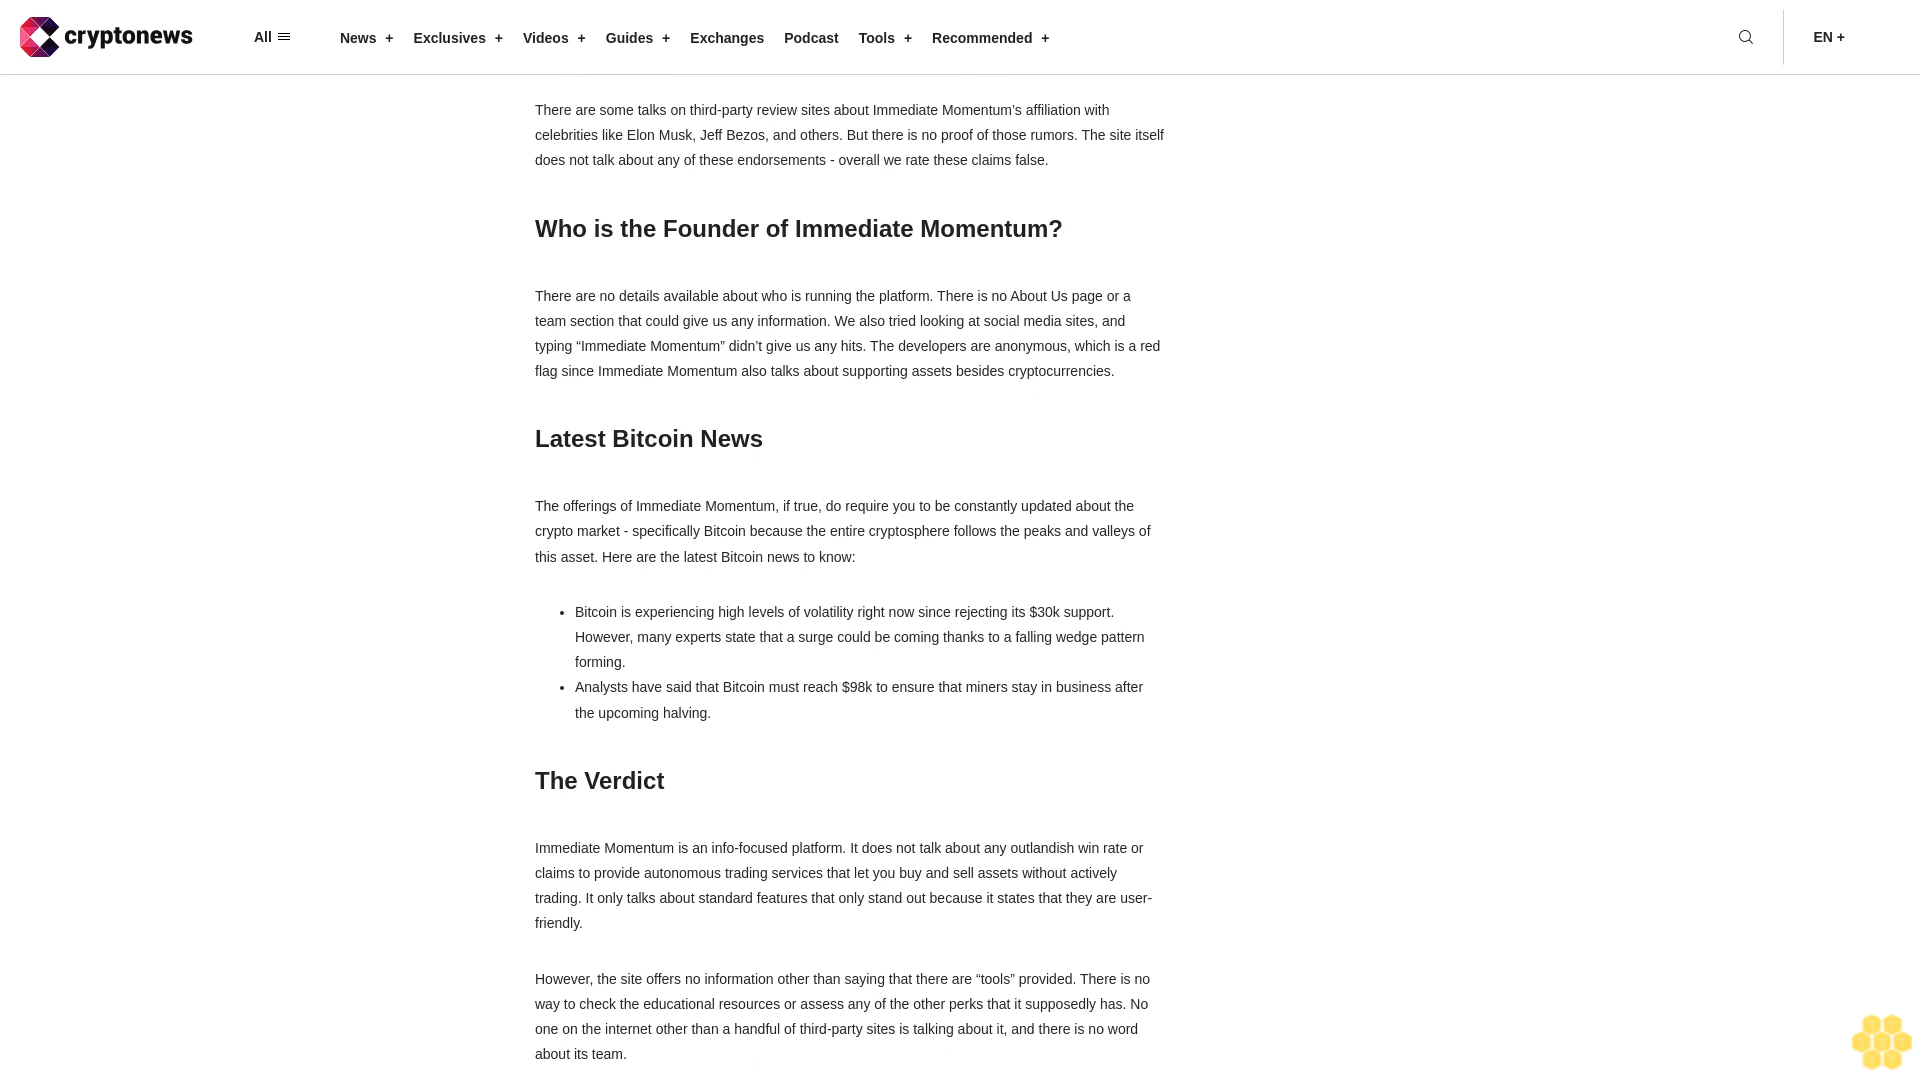 cryptonews
All
News + Exclusives + Videos + Guides + Exchanges Podcast Tools + Recommended +
EN +
There are some talks on third-party review sites about Immediate Momentum’s affiliation with
celebrities like Elon Musk, Jeff Bezos, and others. But there is no proof of those rumors. The site itself
does not talk about any of these endorsements - overall we rate these claims false.
Who is the Founder of Immediate Momentum?
There are no details available about who is running the platform. There is no About Us page or a
team section that could give us any information. We also tried looking at social media sites, and
typing “Immediate Momentum” didn’t give us any hits. The developers are anonymous, which is a red
flag since Immediate Momentum also talks about supporting assets besides cryptocurrencies.
Latest Bitcoin News
The offerings of Immediate Momentum, if true, do require you to be constantly updated about the
crypto market - specifically Bitcoin because the entire cryptosphere follows the peaks and valleys of
this asset. Here are the latest Bitcoin news to know:
• Bitcoin is experiencing high levels of volatility right now since rejecting its $30k support.
However, many experts state that a surge could be coming thanks to a falling wedge pattern
forming.
• Analysts have said that Bitcoin must reach $98k to ensure that miners stay in business after
the upcoming halving.
The Verdict
Immediate Momentum is an info-focused platform. It does not talk about any outlandish win rate or
claims to provide autonomous trading services that let you buy and sell assets without actively
trading. It only talks about standard features that only stand out because it states that they are user-
friendly.
However, the site offers no information other than saying that there are “tools” provided. There is no
way to check the educational resources or assess any of the other perks that it supposedly has. No
one on the internet other than a handful of third-party sites is talking about it, and there is no word
about its team.